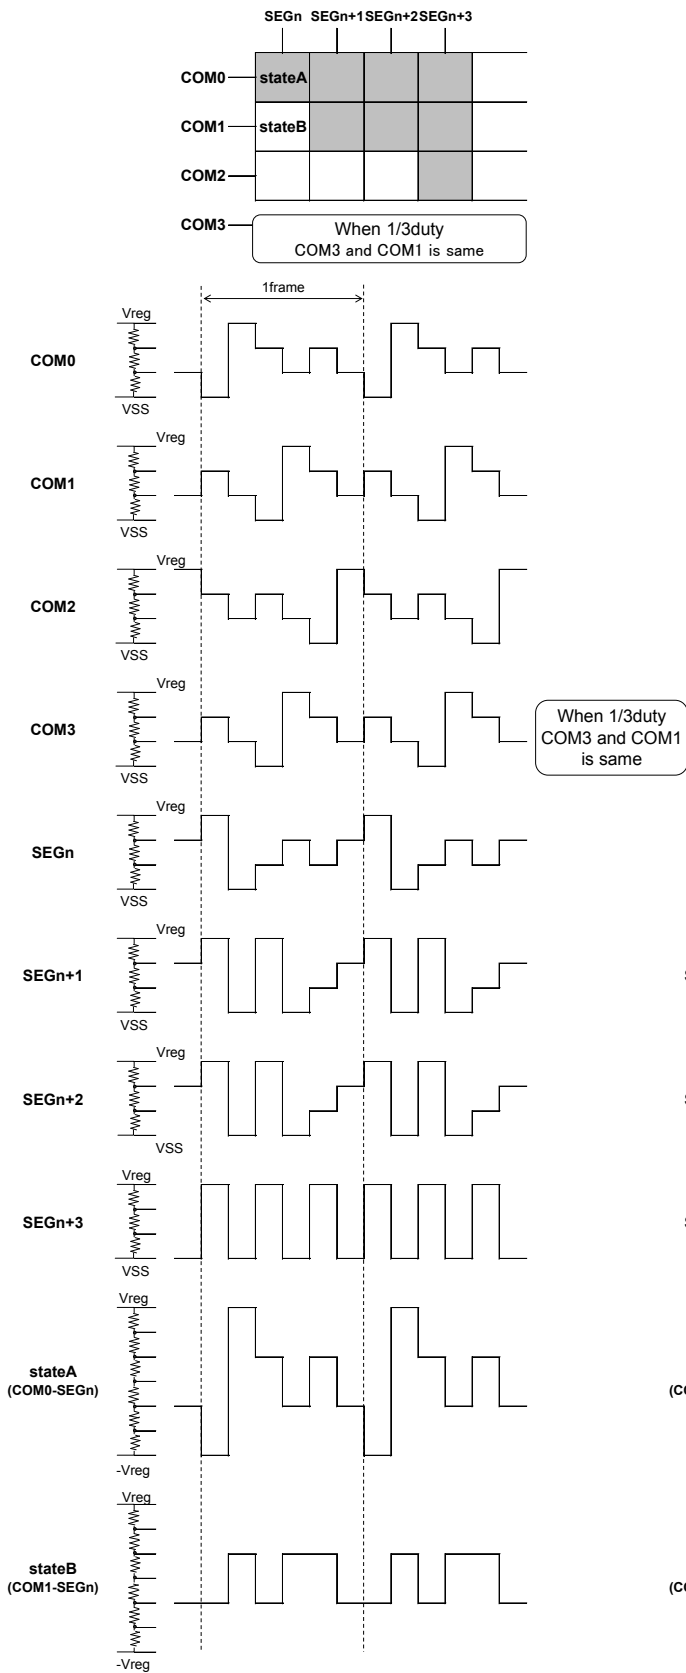 SEGn SEGn+1 SEGn+2 SEGn+3
COM0 stateA
COM1 stateB
COM2
COM3
When 1/3duty
COM3 and COM1 is same
1frame
Vreg
COM0
VSS
Vreg
COM1
VSS
Vreg
COM2
VSS
Vreg
COM3
VSS
When 1/3duty
COM3 and COM1
is same
Vreg
SEGn
VSS
Vreg
SEGn+1
VSS
Vreg
SEGn+2
VSS
Vreg
SEGn+3
VSS
Vreg
stateA
(COM0-SEGn)
-Vreg
Vreg
stateB
(COM1-SEGn)
-Vreg